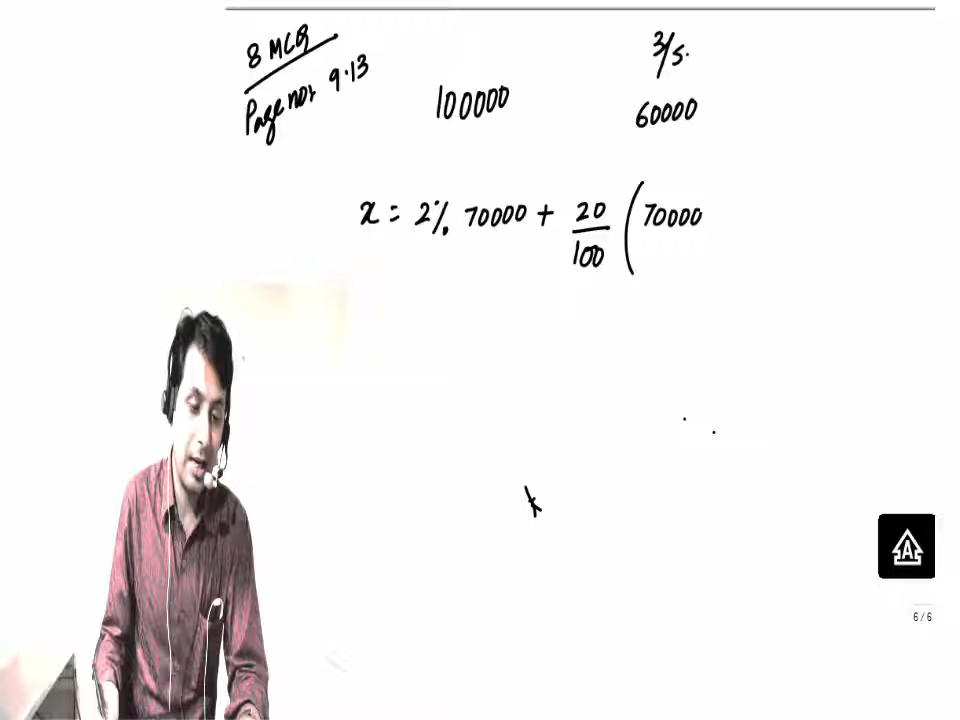 8 MCQ
Page no. 9.13
100000
3/5.
60000
x = 2% 70000 + 20/100 ( 70000
A
6 / 6